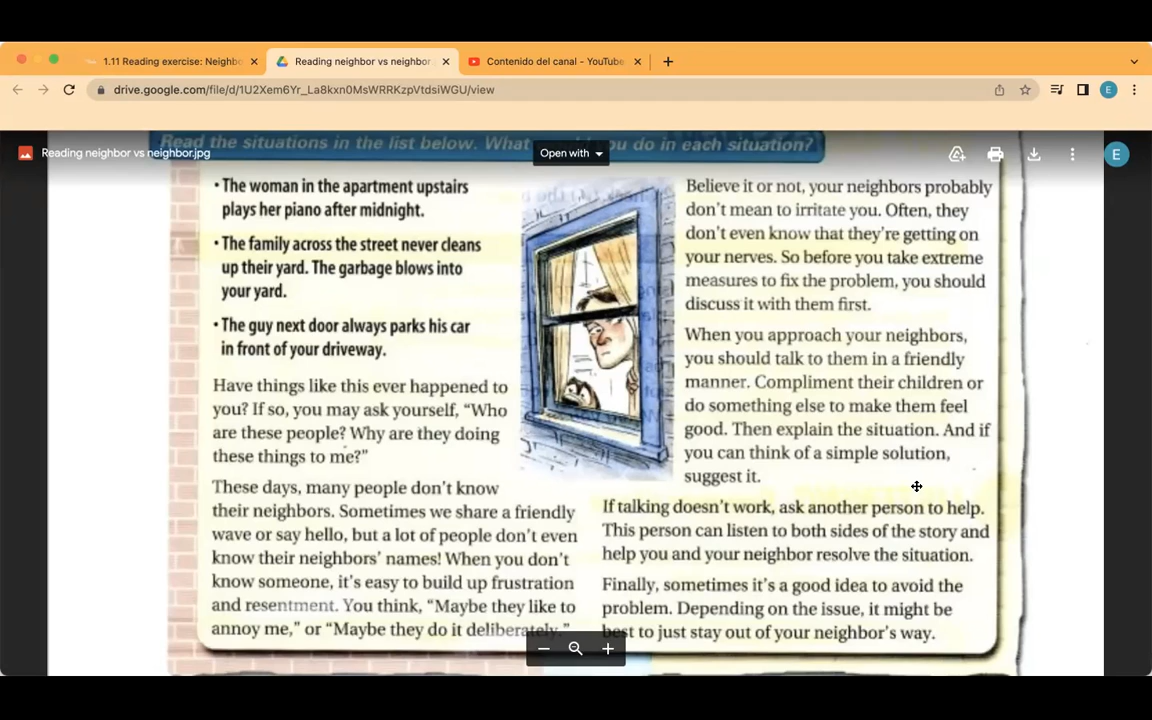 1.11 Reading exercise: Neighbo
Reading neighbor vs neighbor
Contenido del canal - YouTube
drive.google.com/file/d/1U2Xem6Yr_La8kxn0MsWRRKzpVtdsiWGU/view
E
Read the situations in the list below. What you do in each situation?
Reading neighbor vs neighbor.jpg
Open with
E
• The woman in the apartment upstairs
plays her piano after midnight.
• The family across the street never cleans
up their yard. The garbage blows into
your yard.
• The guy next door always parks his car
in front of your driveway.
Have things like this ever happened to
you? If so, you may ask yourself, “Who
are these people? Why are they doing
these things to me?”
These days, many people don’t know
their neighbors. Sometimes we share a friendly
wave or say hello, but a lot of people don’t even
know their neighbors’ names! When you don’t
know someone, it’s easy to build up frustration
and resentment. You think, “Maybe they like to
annoy me,” or “Maybe they do it deliberately.”
Believe it or not, your neighbors probably
don’t mean to irritate you. Often, they
don’t even know that they’re getting on
your nerves. So before you take extreme
measures to fix the problem, you should
discuss it with them first.
When you approach your neighbors,
you should talk to them in a friendly
manner. Compliment their children or
do something else to make them feel
good. Then explain the situation. And if
you can think of a simple solution,
suggest it.
If talking doesn’t work, ask another person to help.
This person can listen to both sides of the story and
help you and your neighbor resolve the situation.
Finally, sometimes it’s a good idea to avoid the
problem. Depending on the issue, it might be
best to just stay out of your neighbor’s way.